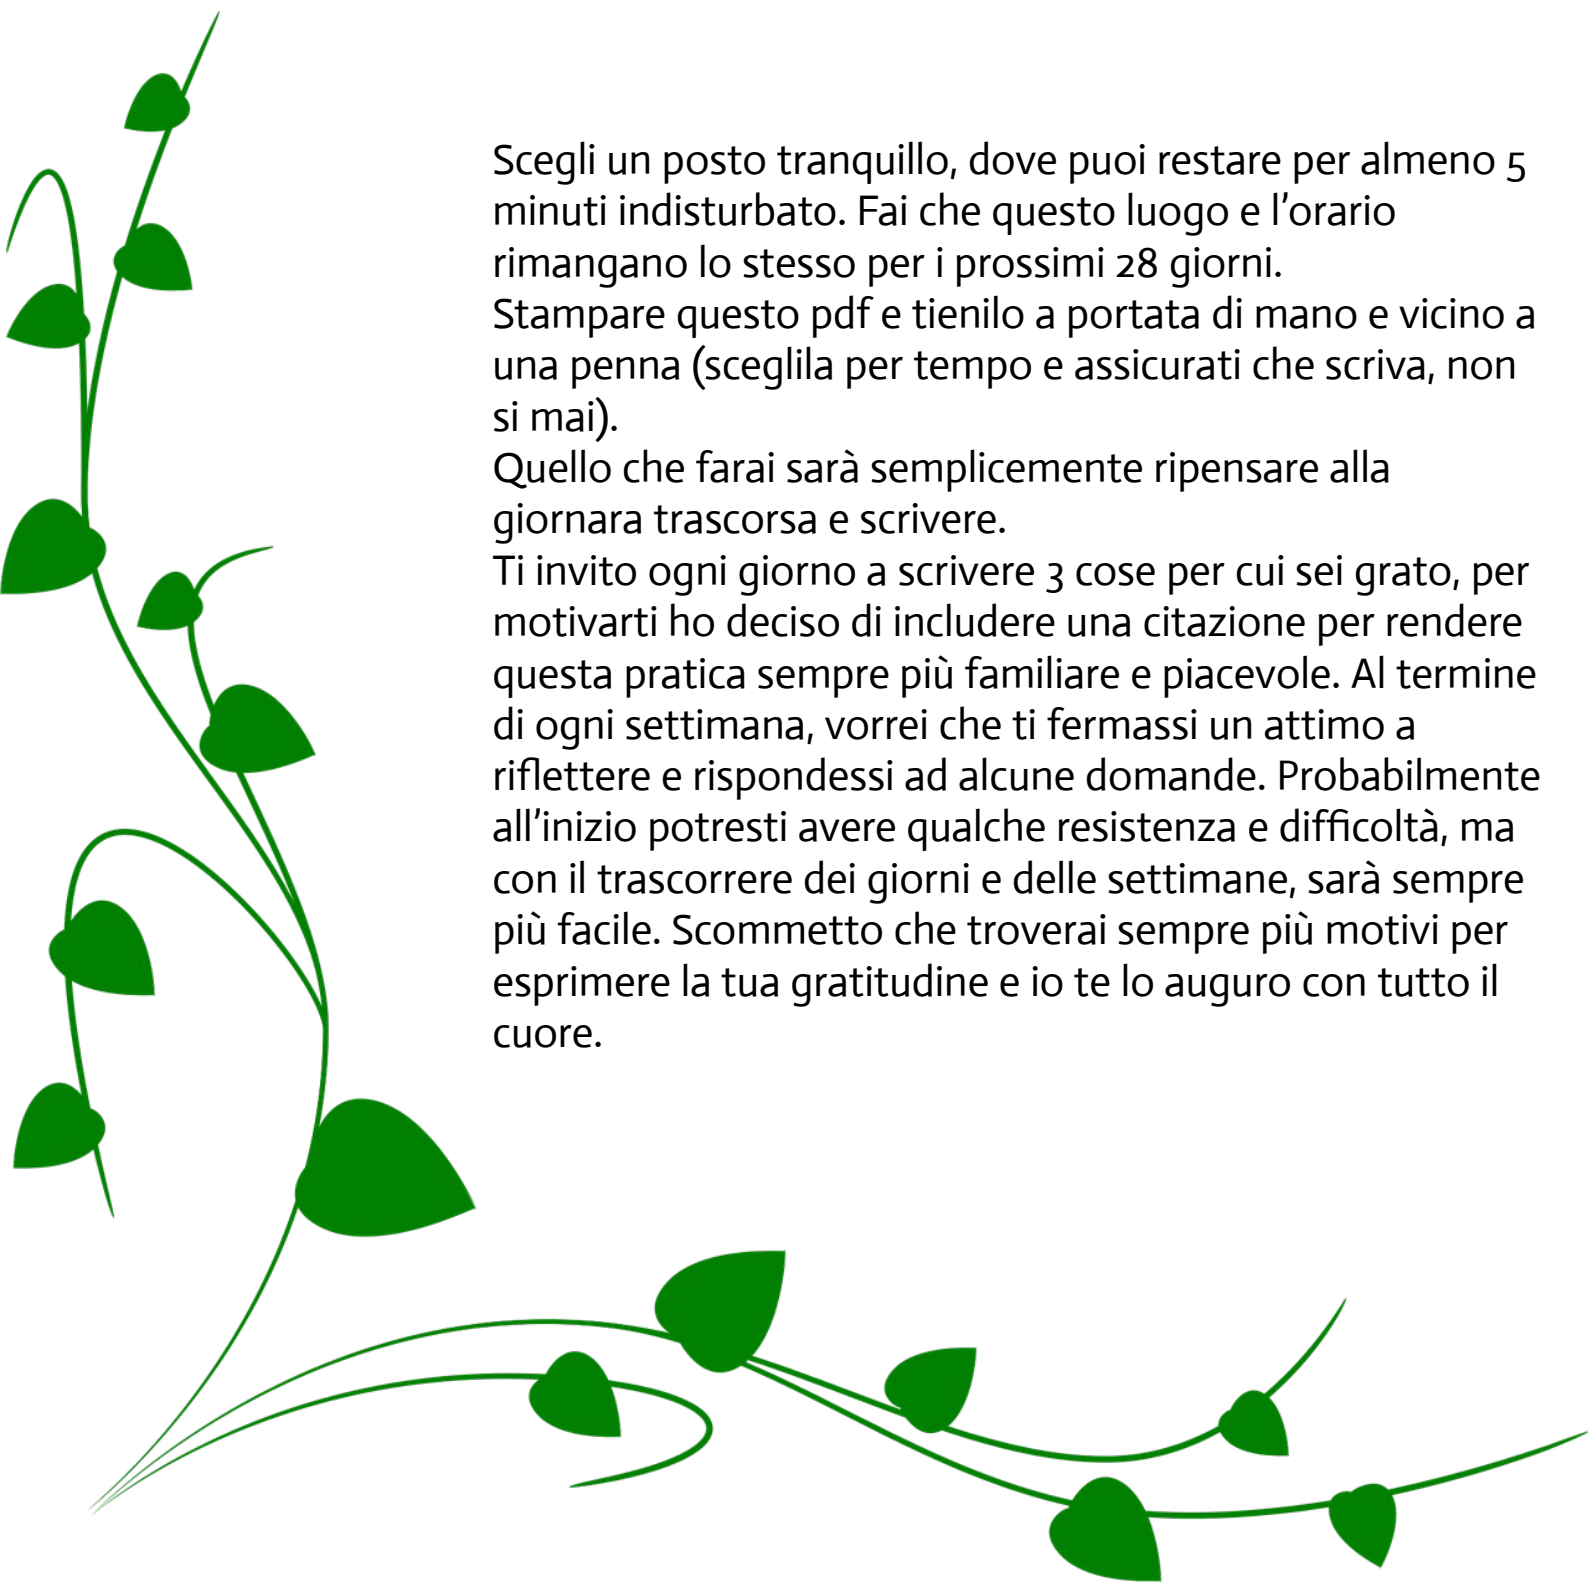 Scegli un posto tranquillo, dove puoi restare per almeno 5
minuti indisturbato. Fai che questo luogo e l'orario
rimangano lo stesso per i prossimi 28 giorni.
Stampare questo pdf e tienilo a portata di mano e vicino a
una penna (sceglila per tempo e assicurati che scriva, non
si mai).
Quello che farai sarà semplicemente ripensare alla
giornara trascorsa e scrivere.
Ti invito ogni giorno a scrivere 3 cose per cui sei grato, per
motivarti ho deciso di includere una citazione per rendere
questa pratica sempre più familiare e piacevole. Al termine
di ogni settimana, vorrei che ti fermassi un attimo a
riflettere e rispondessi ad alcune domande. Probabilmente
all'inizio potresti avere qualche resistenza e difficoltà, ma
con il trascorrere dei giorni e delle settimane, sarà sempre
più facile. Scommetto che troverai sempre più motivi per
esprimere la tua gratitudine e io te lo auguro con tutto il
cuore.